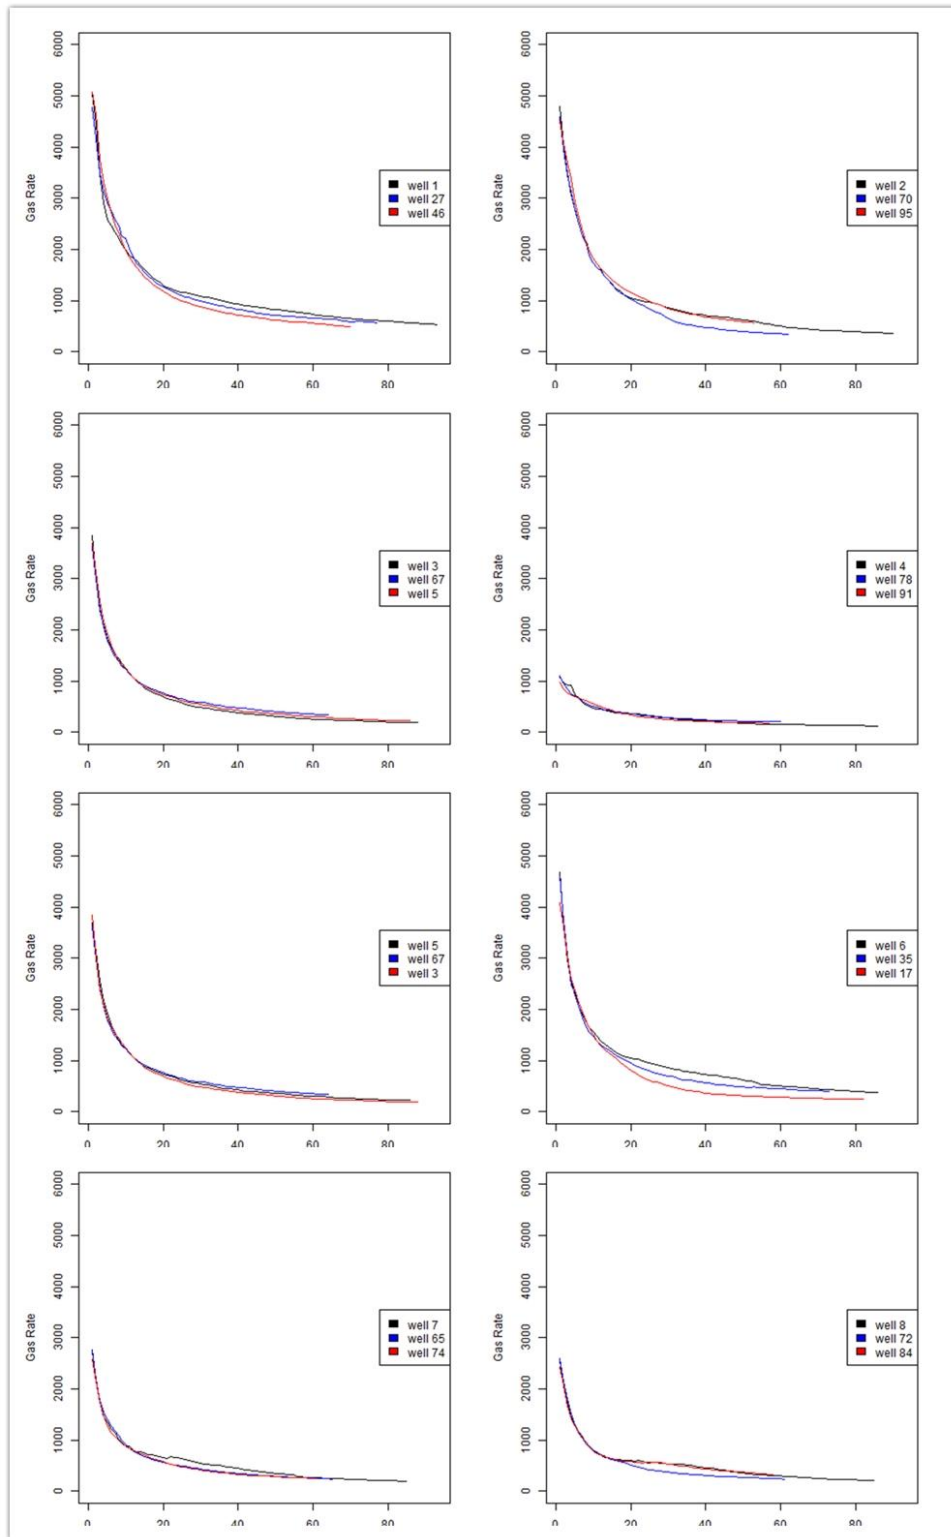 6000
5000
4000
3000
2000
1000
0
Gas Rate
well 1
well 27
well 46
0 20 40 60 80
6000
5000
4000
3000
2000
1000
0
Gas Rate
well 2
well 70
well 95
0 20 40 60 80
6000
5000
4000
3000
2000
1000
0
Gas Rate
well 3
well 67
well 5
0 20 40 60 80
6000
5000
4000
3000
2000
1000
0
Gas Rate
well 4
well 78
well 91
0 20 40 60 80
6000
5000
4000
3000
2000
1000
0
Gas Rate
well 5
well 67
well 3
0 20 40 60 80
6000
5000
4000
3000
2000
1000
0
Gas Rate
well 6
well 35
well 17
0 20 40 60 80
6000
5000
4000
3000
2000
1000
0
Gas Rate
well 7
well 65
well 74
0 20 40 60 80
6000
5000
4000
3000
2000
1000
0
Gas Rate
well 8
well 72
well 84
0 20 40 60 80